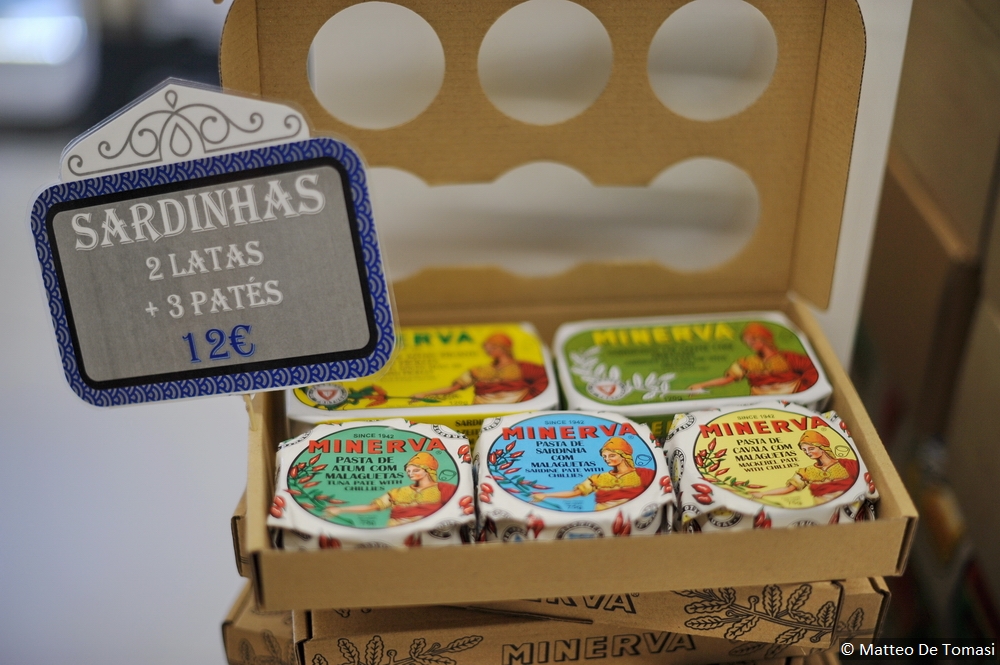 SARDINHAS
2 LATAS
+ 3 PATÉS
12€
MINERVA
MINERVA
SINCE 1942
MINERVA
PASTA DE
ATUM COM
MALAGUETAS
TUNA PATE WITH
CHILLIES
SINCE 1942
MINERVA
PASTA DE
SARDINHA
COM
MALAGUETAS
SARDINE PATE WITH
CHILLIES
SINCE 1942
MINERVA
PASTA DE
CAVALA COM
MALAGUETAS
MACKEREL PATE
WITH CHILLIES
MINERVA
MINERVA
© Matteo De Tomasi